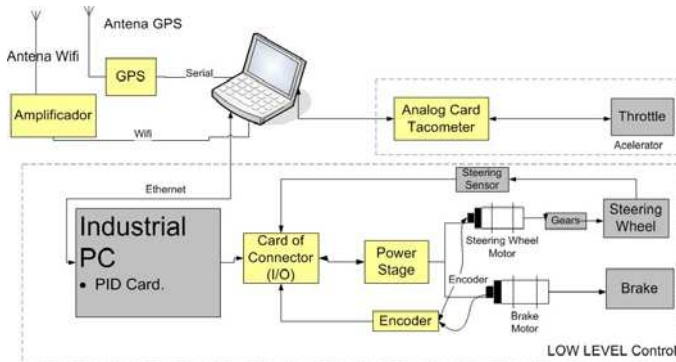 Antena GPS
Antena Wifi
GPS
Serial
Amplificador
Wifi
Analog Card
Tacometer
Throttle
Acelerator
Ethernet
Steering
Sensor
Industrial
PC
• PID Card.
Card of
Connector
(I/O)
Power
Stage
Steering Wheel
Motor
Gears
Steering
Wheel
Encoder
Encoder
Brake
Motor
Brake
LOW LEVEL Control